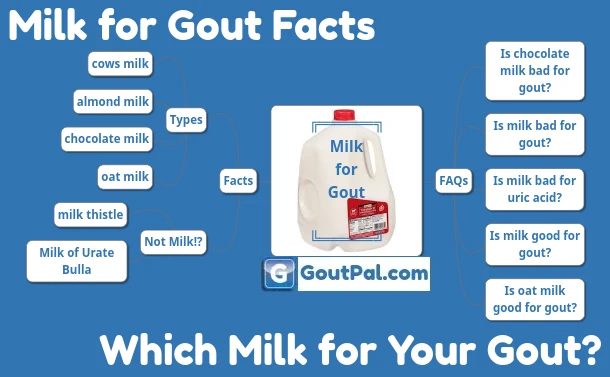 Milk for Gout Facts
cows milk
almond milk
chocolate milk
oat milk
Types
milk thistle
Milk of Urate
Bulla
Not Milk!?
Facts
Milk
for
Gout
G GoutPal.com
FAQs
Is chocolate
milk bad for
gout?
Is milk bad for
gout?
Is milk bad for
uric acid?
Is milk good for
gout?
Is oat milk
good for gout?
Which Milk for Your Gout?